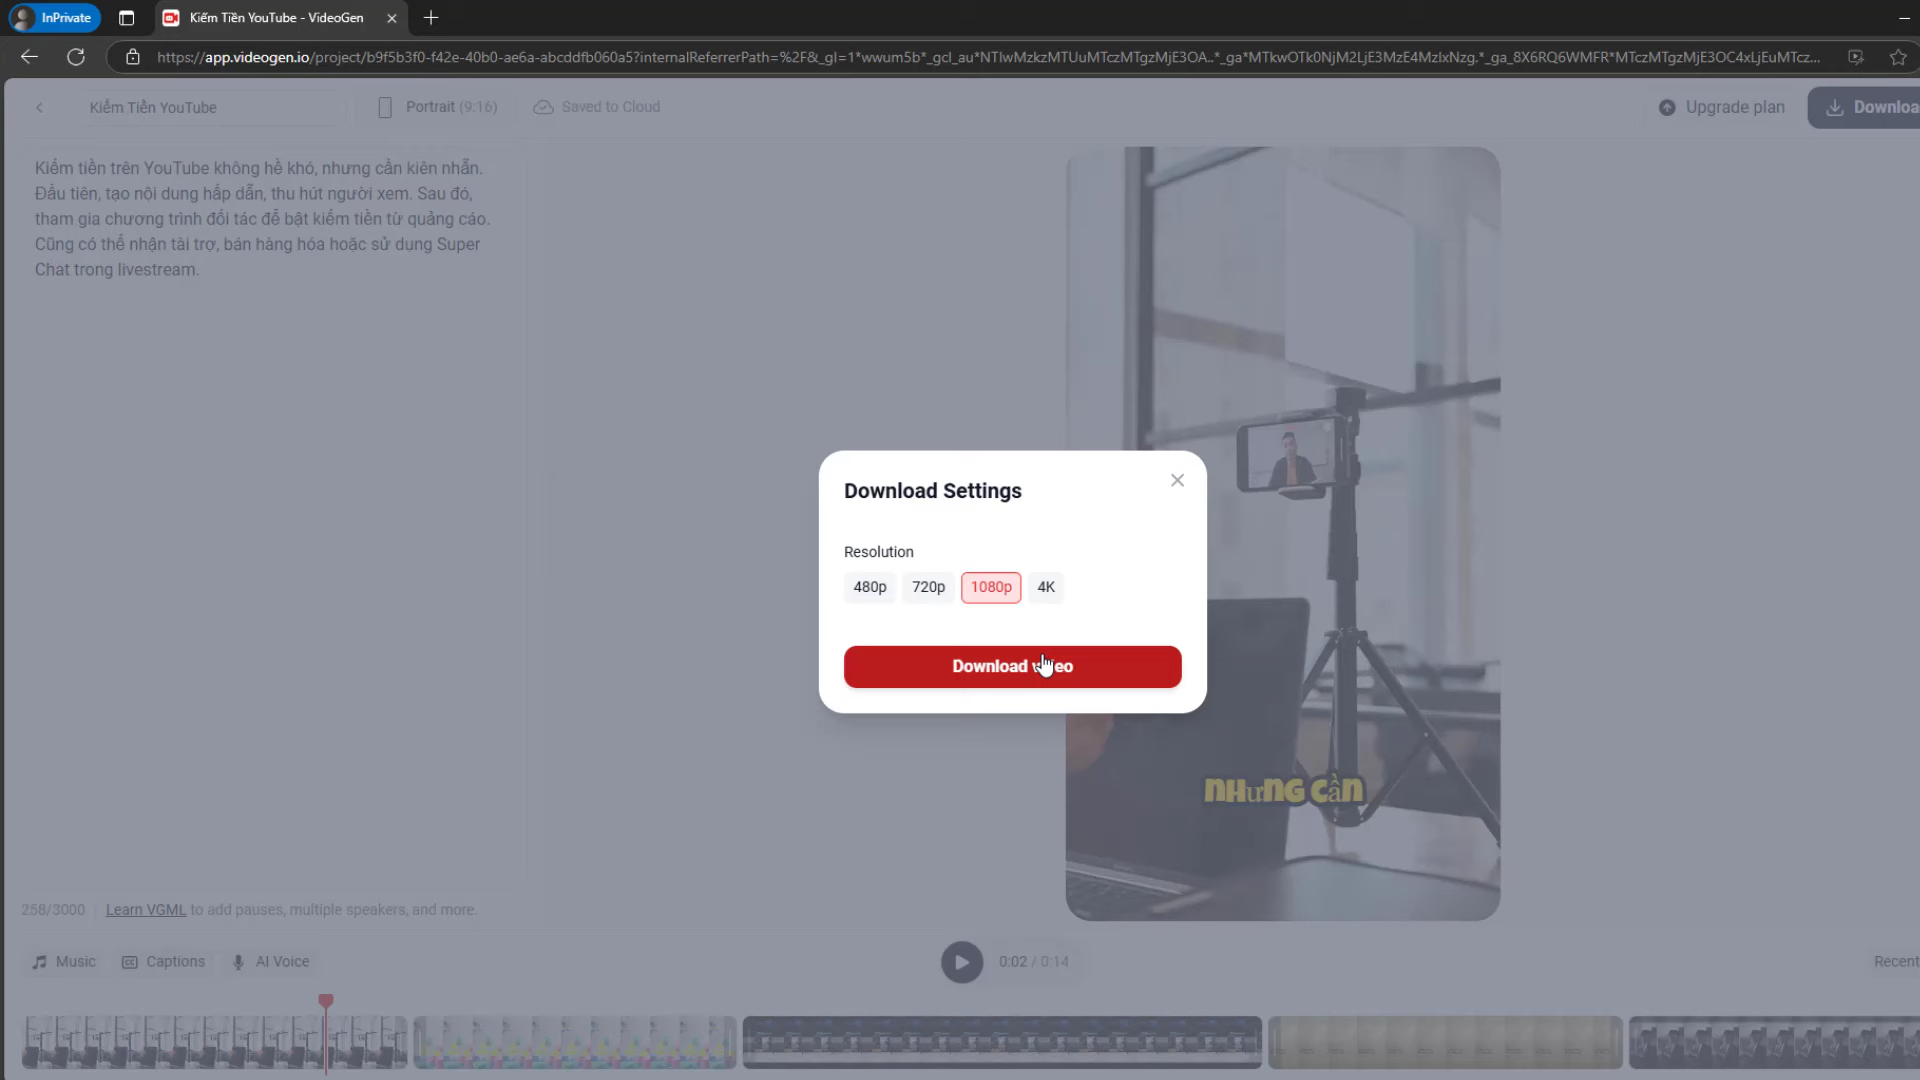 InPrivate
Kiếm Tiền YouTube - VideoGen
https://app.videogen.io/project/b9f5b3f0-f42e-40b0-ae6a-abcddfb060a5?internalReferrerPath=%2F&_gl=1*wwum5b*_gcl_au*NTIwMzkzMTUuMTczMTgzMjE3OA..*_ga*MTkwOTk0NjM2LjE3MzE4MzIxNzg.*_ga_8X6RQ6WMFR*MTczMTgzMjE3OC4xLjEuMTcz...
Kiếm Tiền YouTube
Portrait (9:16)
Saved to Cloud
Upgrade plan
Downloa
Kiếm tiền trên YouTube không hề khó, nhưng cần kiên nhẫn.
Đầu tiên, tạo nội dung hấp dẫn, thu hút người xem. Sau đó,
tham gia chương trình đối tác để bật kiếm tiền từ quảng cáo.
Cũng có thể nhận tài trợ, bán hàng hóa hoặc sử dụng Super
Chat trong livestream.
Download Settings
Resolution
480p 720p 1080p 4K
Download video
NHưNG CầN
258/3000
Learn VGML to add pauses, multiple speakers, and more.
Music
Captions
AI Voice
0:02 / 0:14
Recent